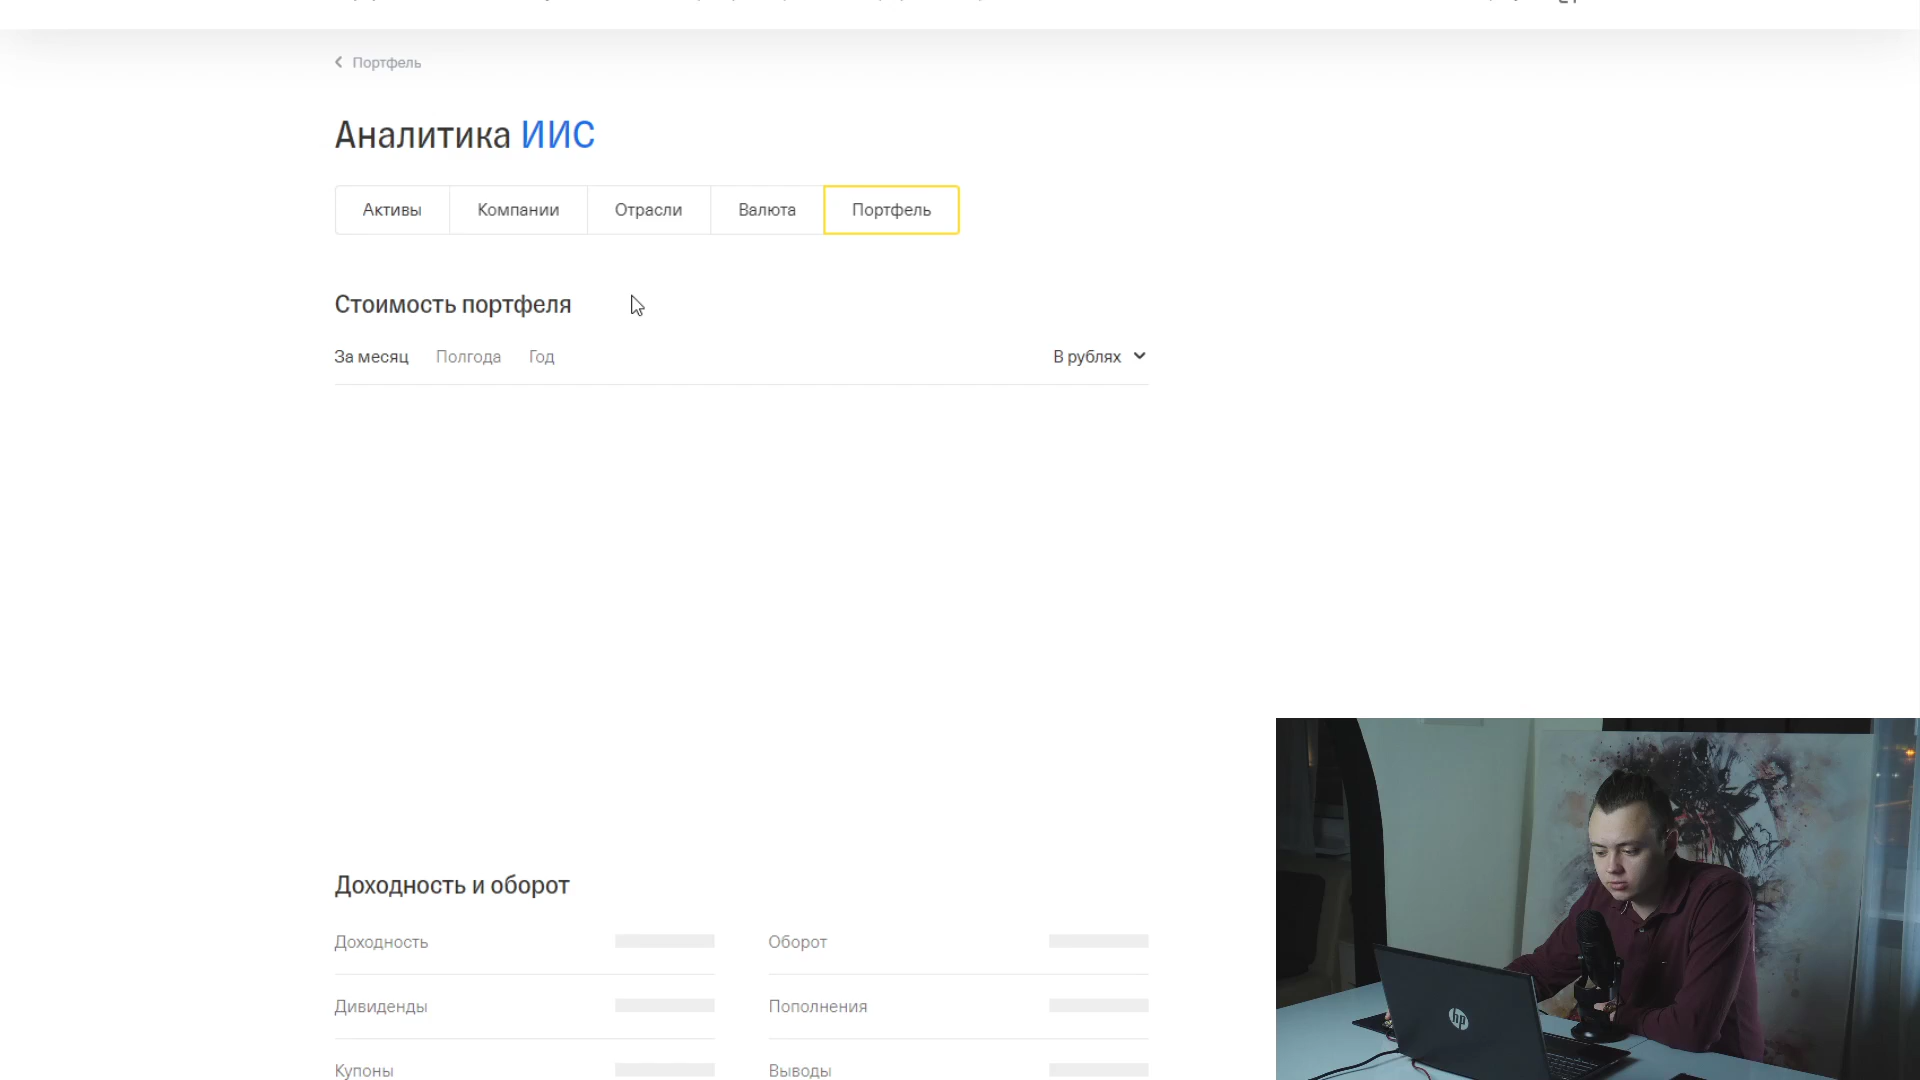 Портфель
Аналитика ИИС
Активы Компании Отрасли Валюта Портфель
Стоимость портфеля
За месяц Полгода Год В рублях
Доходность и оборот
Доходность Оборот
Дивиденды Пополнения
Купоны Выводы
hp